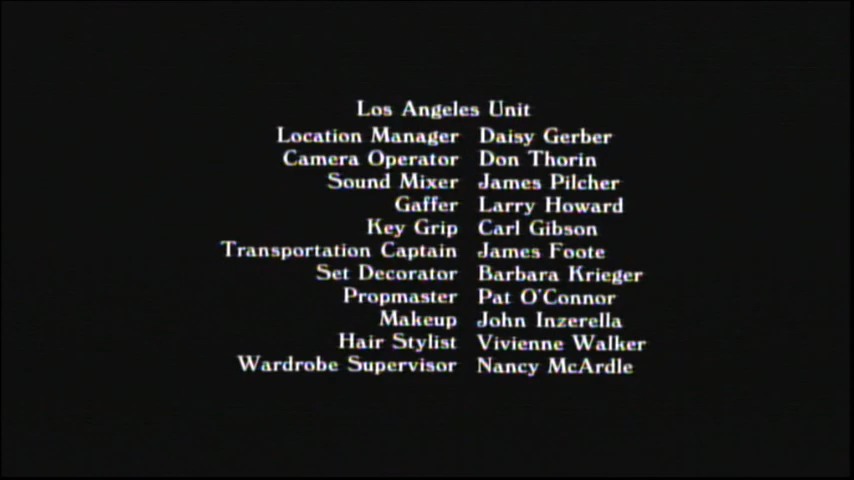 Los Angeles Unit
Location Manager Daisy Gerber
Camera Operator Don Thorin
Sound Mixer James Pilcher
Gaffer Larry Howard
Key Grip Carl Gibson
Transportation Captain James Foote
Set Decorator Barbara Krieger
Propmaster Pat O'Connor
Makeup John Inzerella
Hair Stylist Vivienne Walker
Wardrobe Supervisor Nancy McArdle